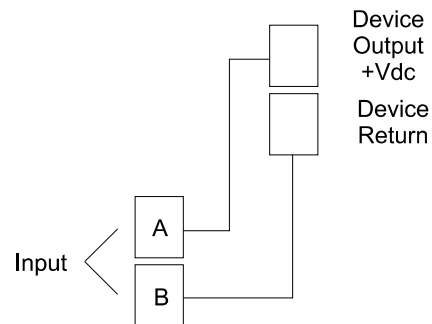 Device
Output
+Vdc
Device
Return
A
Input
B